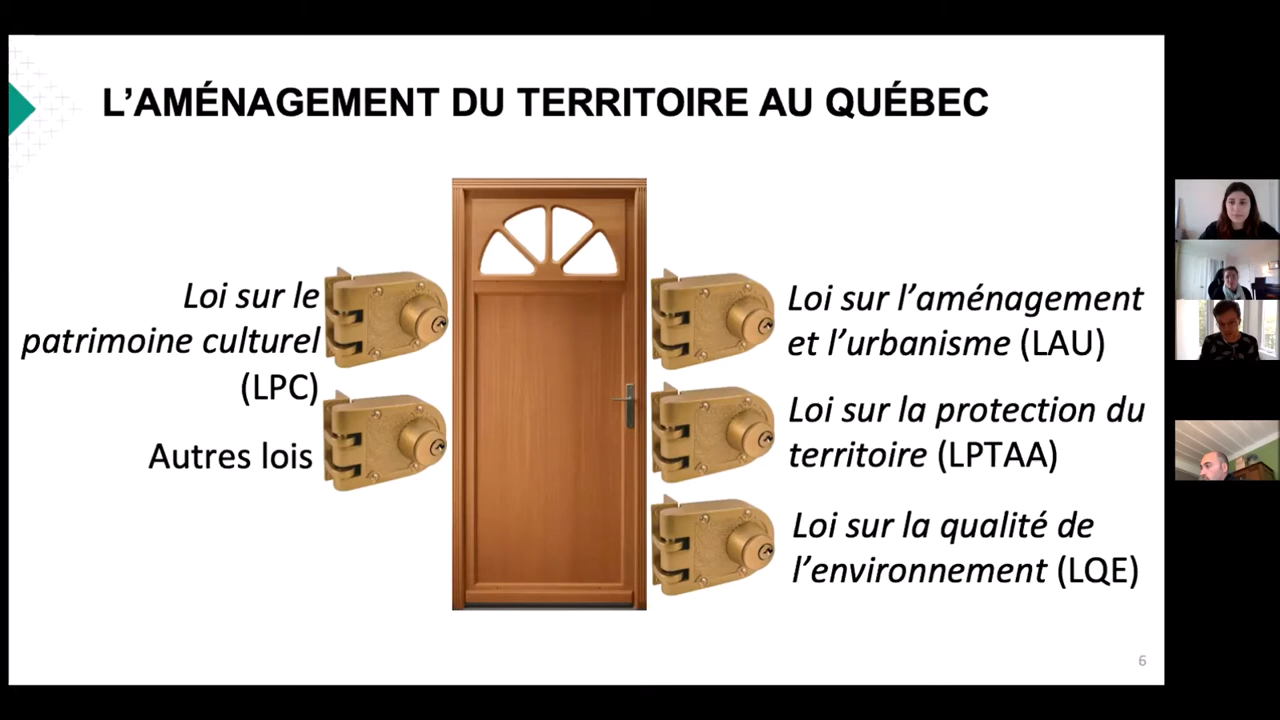 L’AMÉNAGEMENT DU TERRITOIRE AU QUÉBEC
Loi sur le
patrimoine culturel
(LPC)
Autres lois
Loi sur l’aménagement
et l’urbanisme (LAU)
Loi sur la protection du
territoire (LPTAA)
Loi sur la qualité de
l’environnement (LQE)
6